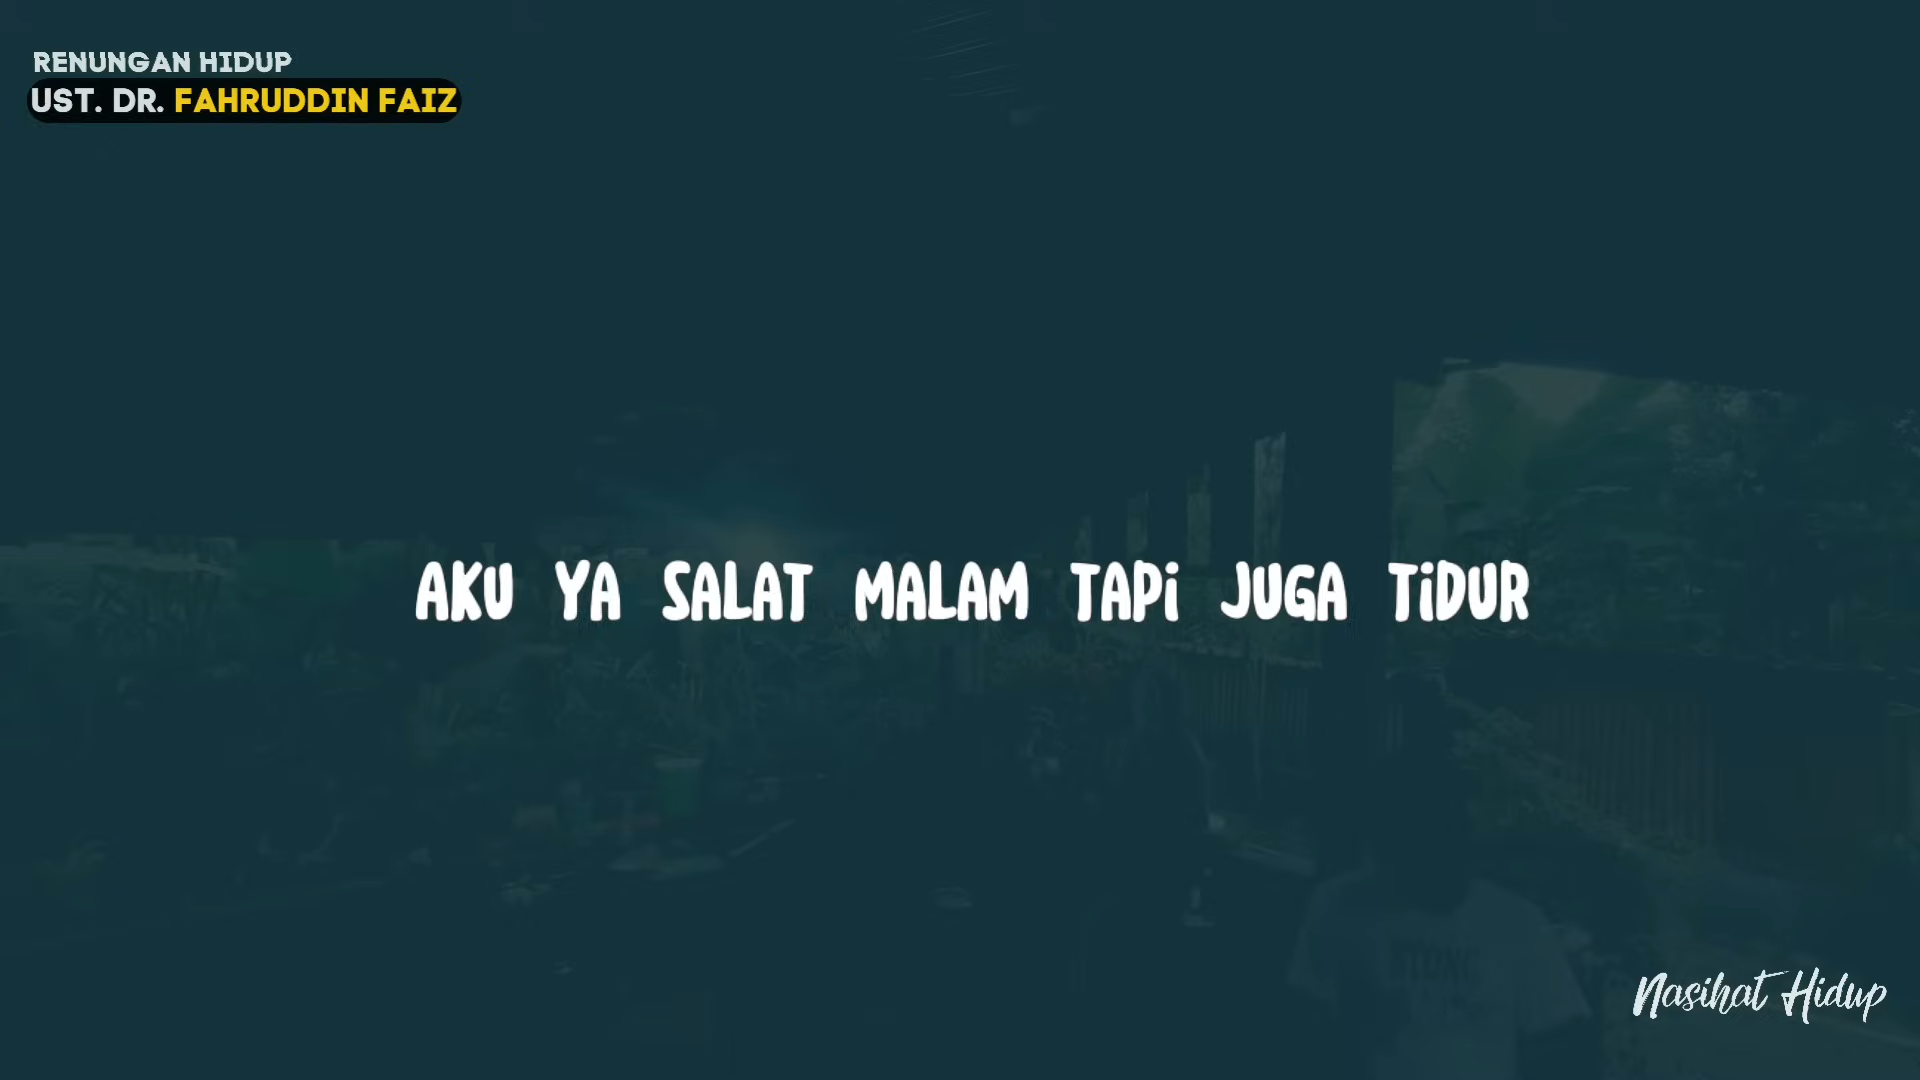 RENUNGAN HIDUP
UST. DR. FAHRUDDIN FAIZ
AKU YA SALAT MALAM TAPI JUGA TIDUR
Nasihat Hidup